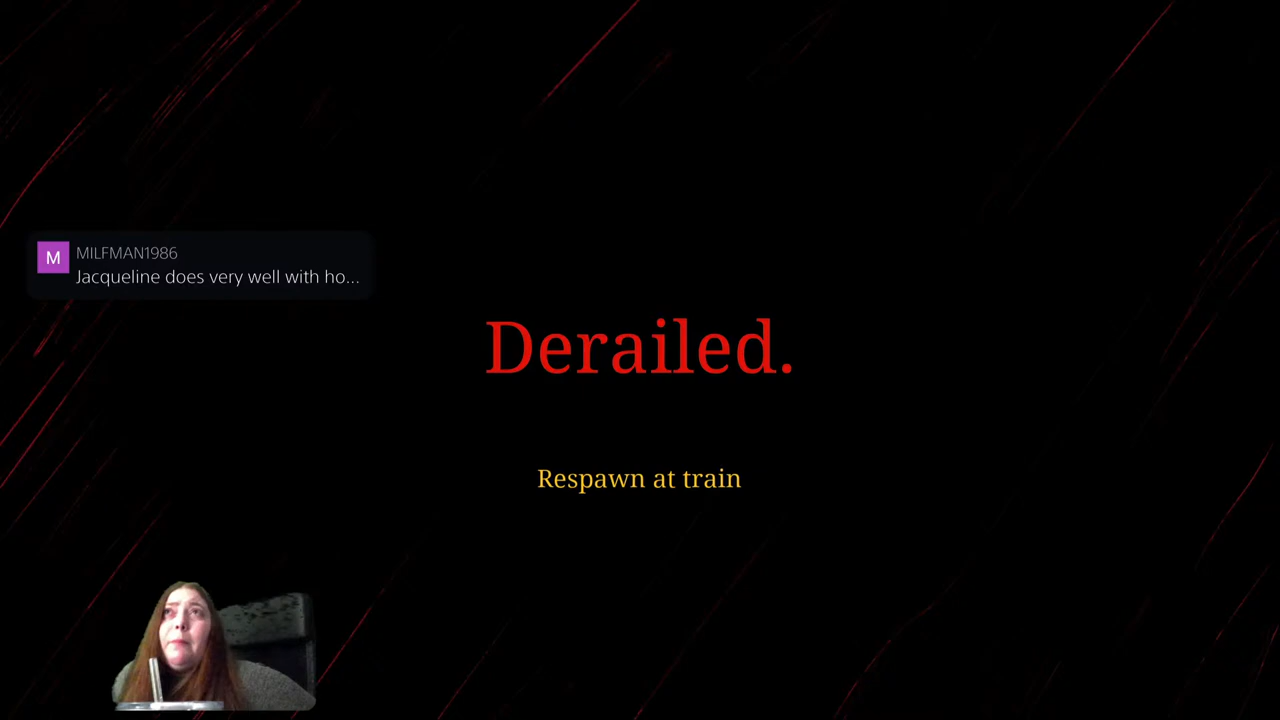 M
MILFMAN1986
Jacqueline does very well with ho...
Derailed.
Respawn at train